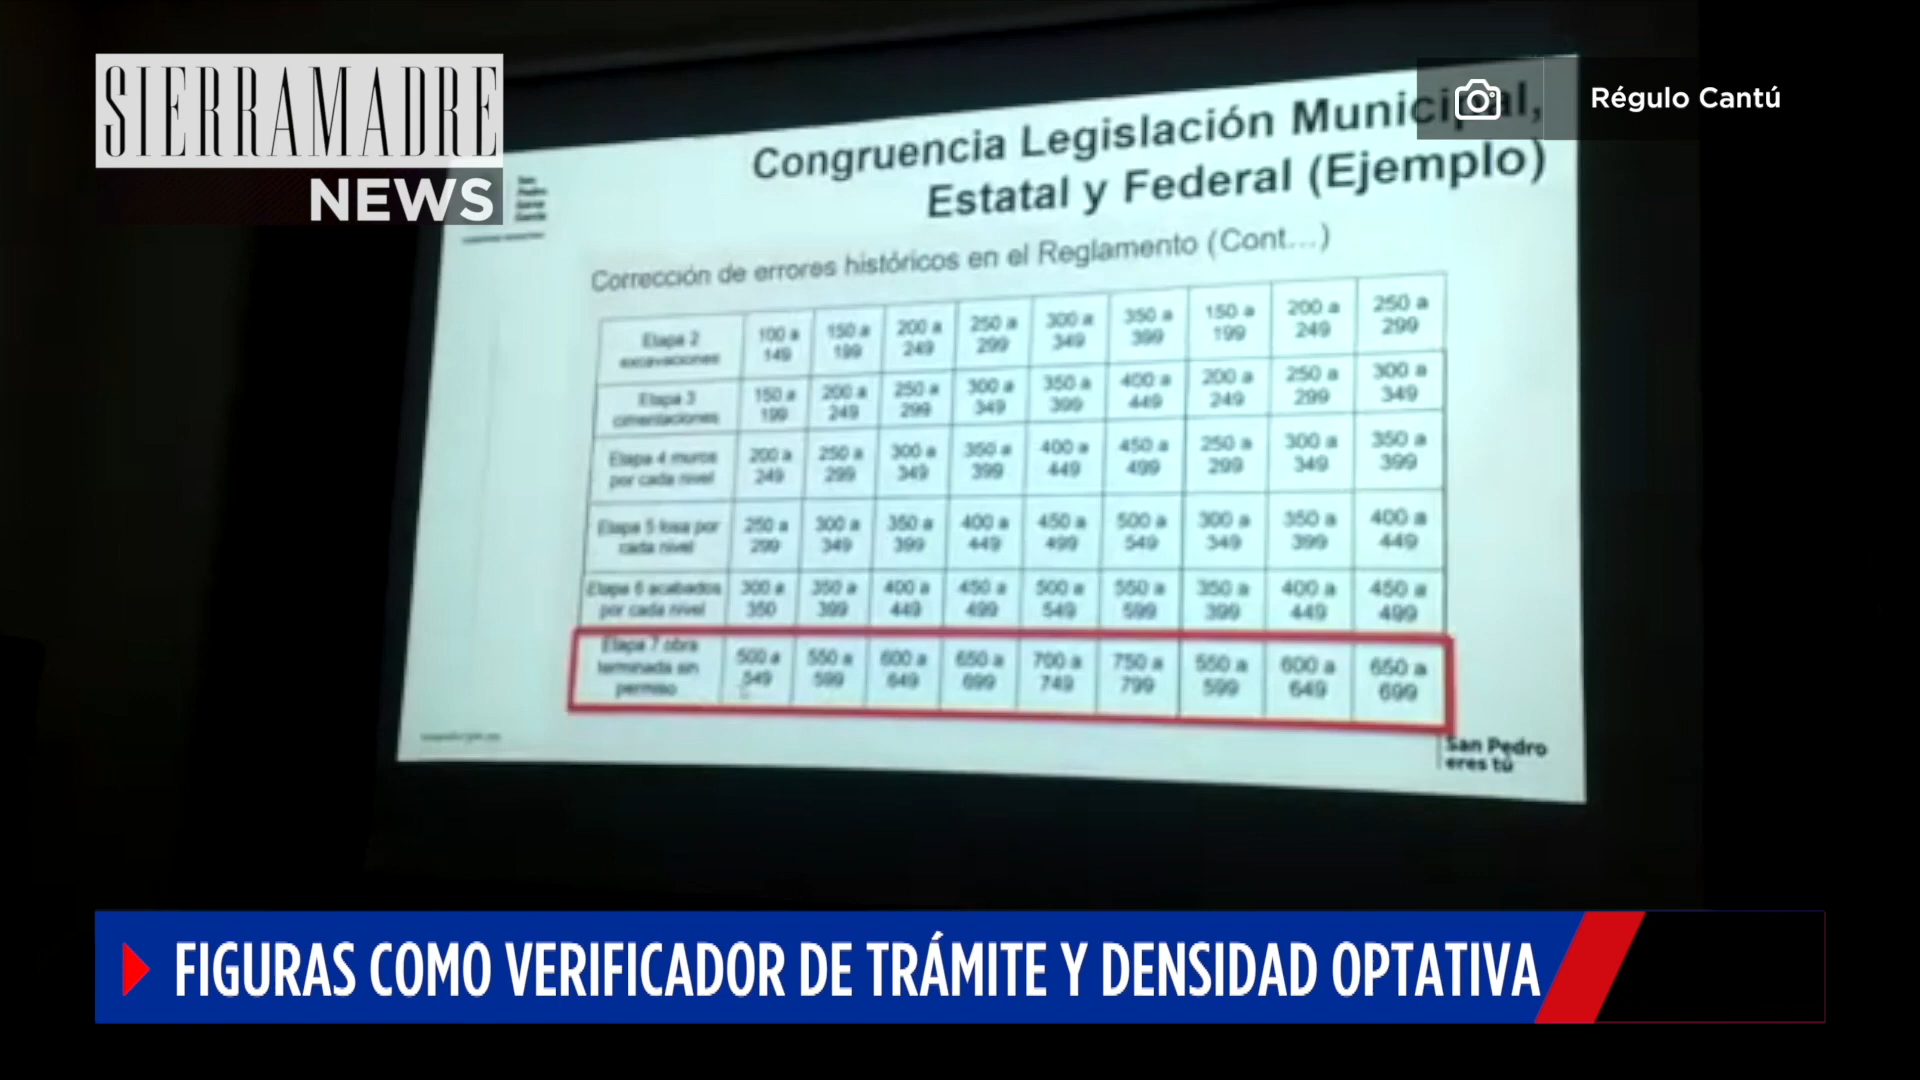 SIERRAMADRE
NEWS
Régulo Cantú
Congruencia Legislación Municipal,
Estatal y Federal (Ejemplo)
Corrección de errores históricos en el Reglamento (Cont...)
Etapa 2 excavaciones 100 a 149 150 a 199 200 a 249 250 a 299 300 a 349 350 a 399 150 a 199 200 a 249 250 a 299
Etapa 3 cimentaciones 150 a 199 200 a 249 250 a 299 300 a 349 350 a 399 400 a 449 200 a 249 250 a 299 300 a 349
Etapa 4 muros por cada nivel 200 a 249 250 a 299 300 a 349 350 a 399 400 a 449 450 a 499 250 a 299 300 a 349 350 a 399
Etapa 5 losa por cada nivel 250 a 299 300 a 349 350 a 399 400 a 449 450 a 499 500 a 549 300 a 349 350 a 399 400 a 449
Etapa 6 acabados por cada nivel 300 a 350 350 a 399 400 a 449 450 a 499 500 a 549 550 a 599 350 a 399 400 a 449 450 a 499
Etapa 7 obra terminada sin permiso 500 a 549 550 a 599 600 a 649 650 a 699 700 a 749 750 a 799 550 a 599 600 a 649 650 a 699
San Pedro
eres tú
FIGURAS COMO VERIFICADOR DE TRÁMITE Y DENSIDAD OPTATIVA